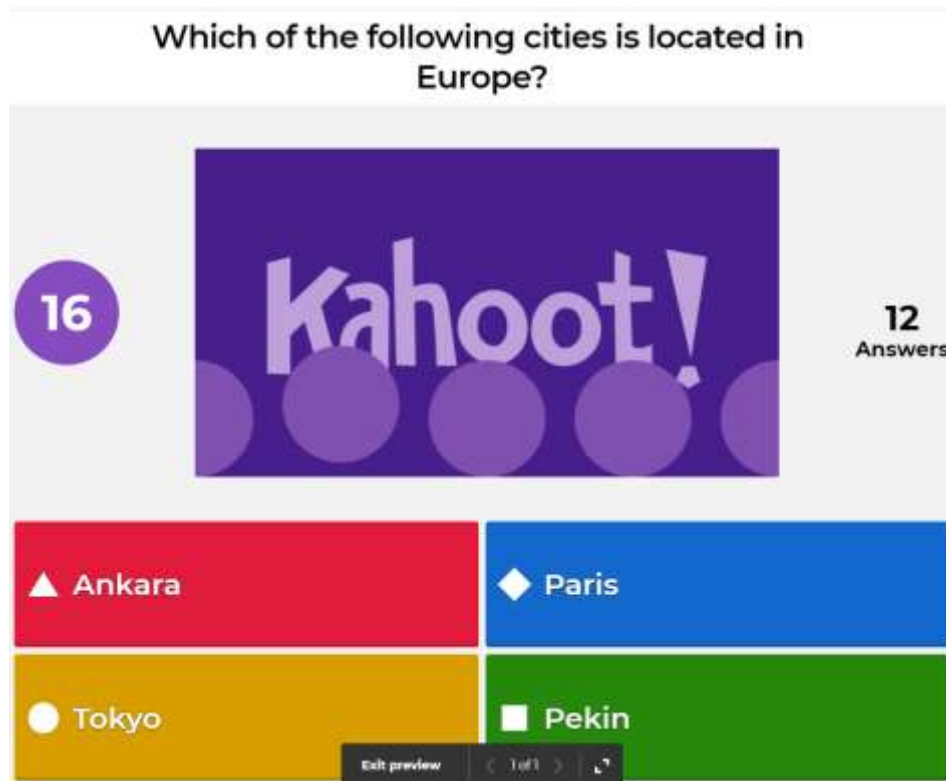 Which of the following cities is located in
Europe?
Kahoot!
16
12
Answers
Ankara
Paris
Tokyo
Pekin
Exit preview
1 of 1